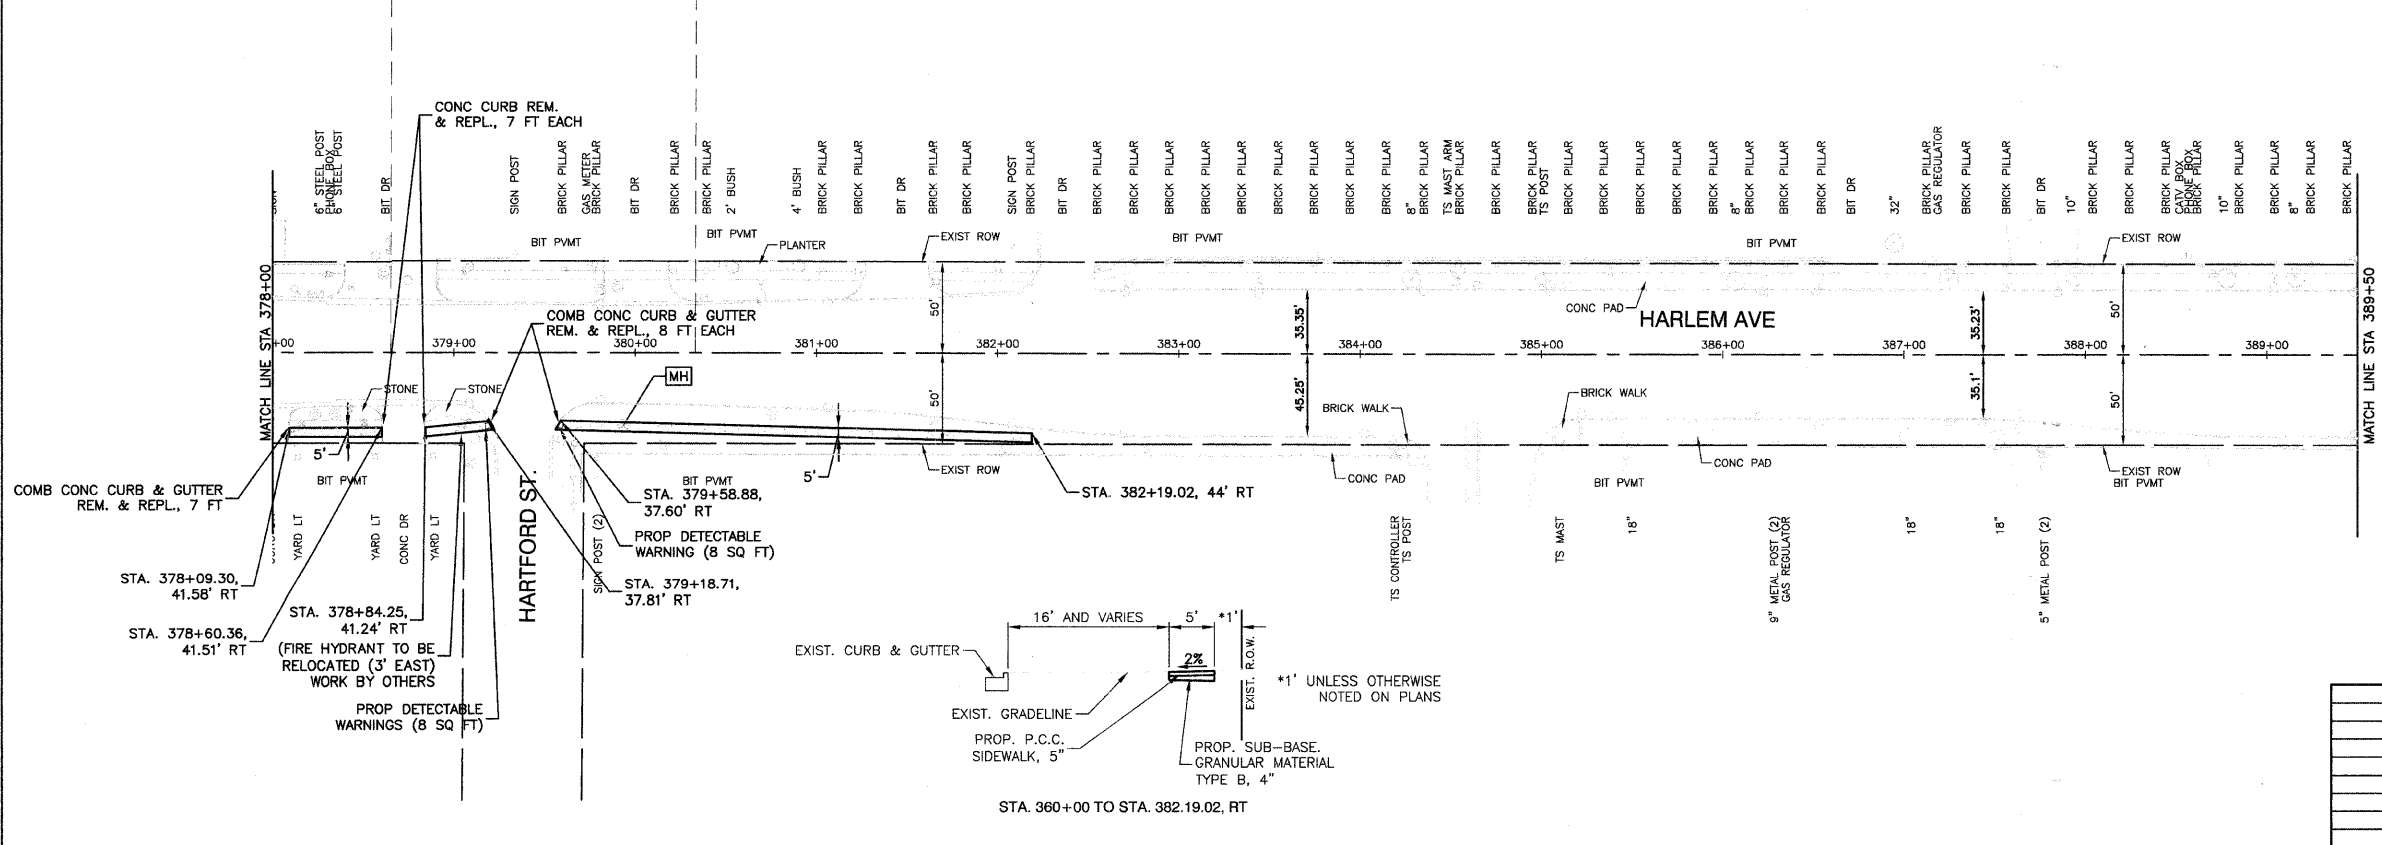 CONC CURB REM.
& REPL., 7 FT EACH
6" STEEL POST
PHONE BOX
6" STEEL POST
BIT DR
SIGN POST
BRICK PILLAR
GAS METER
BRICK PILLAR
BIT DR
BRICK PILLAR
BRICK PILLAR
2' BUSH
4' BUSH
BRICK PILLAR
BRICK PILLAR
BIT DR
BRICK PILLAR
BRICK PILLAR
SIGN POST
BRICK PILLAR
BIT DR
BRICK PILLAR
BRICK PILLAR
BRICK PILLAR
BRICK PILLAR
BRICK PILLAR
BRICK PILLAR
BRICK PILLAR
BRICK PILLAR
BRICK PILLAR
8"
BRICK PILLAR
TS MAST ARM
BRICK PILLAR
BRICK PILLAR
BRICK PILLAR
TS POST
BRICK PILLAR
BRICK PILLAR
BRICK PILLAR
BRICK PILLAR
BRICK PILLAR
8"
BRICK PILLAR
BRICK PILLAR
BRICK PILLAR
BIT DR
32"
BRICK PILLAR
GAS REGULATOR
BRICK PILLAR
BRICK PILLAR
BIT DR
10"
BRICK PILLAR
BRICK PILLAR
BRICK PILLAR
CATV BOX
PHONE BOX
BRICK PILLAR
10"
BRICK PILLAR
BRICK PILLAR
8"
BRICK PILLAR
BRICK PILLAR
BIT PVMT
BIT PVMT
PLANTER
EXIST ROW
BIT PVMT
BIT PVMT
EXIST ROW
MATCH LINE STA 378+00
50'
35.35'
CONC PAD
HARLEM AVE
35.23'
50'
MATCH LINE STA 389+50
COMB CONC CURB & GUTTER
REM. & REPL., 8 FT EACH
+00
379+00
380+00
381+00
382+00
383+00
384+00
385+00
386+00
387+00
388+00
389+00
STONE
STONE
MH
50'
45.25'
BRICK WALK
BRICK WALK
35.1'
50'
5'
5'
EXIST ROW
CONC PAD
CONC PAD
EXIST ROW
BIT PVMT
BIT PVMT
BIT PVMT
BIT PVMT
COMB CONC CURB & GUTTER
REM. & REPL., 7 FT
STA. 379+58.88,
37.60' RT
STA. 382+19.02, 44' RT
YARD LT
YARD LT
CONC DR
YARD LT
HARTFORD ST.
SIGN POST (2)
PROP DETECTABLE
WARNING (8 SQ FT)
TS CONTROLLER
TS POST
TS MAST
18"
9" METAL POST (2)
GAS REGULATOR
18"
18"
5" METAL POST (2)
STA. 378+09.30,
41.58' RT
STA. 379+18.71,
37.81' RT
STA. 378+84.25,
41.24' RT
STA. 378+60.36,
41.51' RT
(FIRE HYDRANT TO BE
RELOCATED (3' EAST)
WORK BY OTHERS
PROP DETECTABLE
WARNINGS (8 SQ FT)
16' AND VARIES
5'
*1'
EXIST. CURB & GUTTER
2%
EXIST. R.O.W.
*1' UNLESS OTHERWISE
NOTED ON PLANS
EXIST. GRADELINE
PROP. P.C.C.
SIDEWALK, 5"
PROP. SUB-BASE.
GRANULAR MATERIAL
TYPE B, 4"
STA. 360+00 TO STA. 382.19.02, RT